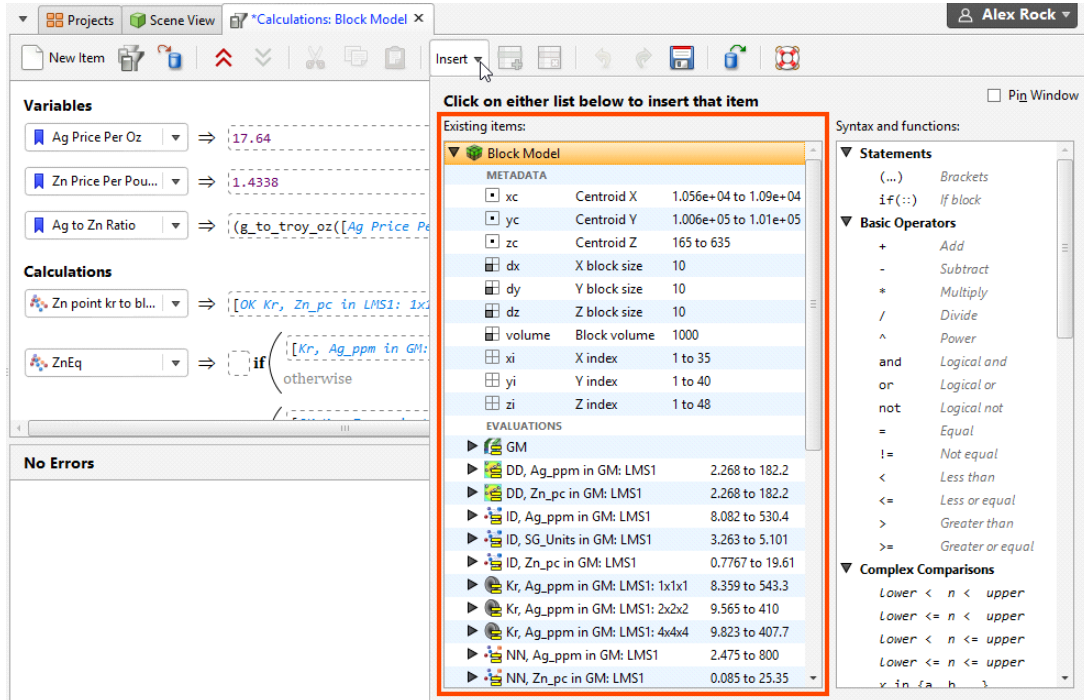 Projects Scene View *Calculations: Block Model × Alex Rock
New Item Insert
Variables
Ag Price Per Oz ⇒ 17.64
Zn Price Per Pou... ⇒ 1.4338
Ag to Zn Ratio ⇒ (g_to_troy_oz([Ag Price Pe
Calculations
Zn point kr to bl... ⇒ [OK Kr, Zn_pc in LMS1: 1x1
ZnEq ⇒ if( [Kr, Ag_ppm in GM:
otherwise
No Errors
Click on either list below to insert that item
Pin Window
Existing items:
Block Model
METADATA
xc Centroid X 1.056e+04 to 1.09e+04
yc Centroid Y 1.006e+05 to 1.01e+05
zc Centroid Z 165 to 635
dx X block size 10
dy Y block size 10
dz Z block size 10
volume Block volume 1000
xi X index 1 to 35
yi Y index 1 to 40
zi Z index 1 to 48
EVALUATIONS
GM
DD, Ag_ppm in GM: LMS1 2.268 to 182.2
DD, Zn_pc in GM: LMS1 2.268 to 182.2
ID, Ag_ppm in GM: LMS1 8.082 to 530.4
ID, SG_Units in GM: LMS1 3.263 to 5.101
ID, Zn_pc in GM: LMS1 0.7767 to 19.61
Kr, Ag_ppm in GM: LMS1: 1x1x1 8.359 to 543.3
Kr, Ag_ppm in GM: LMS1: 2x2x2 9.565 to 410
Kr, Ag_ppm in GM: LMS1: 4x4x4 9.823 to 407.7
NN, Ag_ppm in GM: LMS1 2.475 to 800
NN, Zn_pc in GM: LMS1 0.085 to 25.35
Syntax and functions:
Statements
(...) Brackets
if(::) If block
Basic Operators
+ Add
- Subtract
* Multiply
/ Divide
^ Power
and Logical and
or Logical or
not Logical not
= Equal
!= Not equal
< Less than
<= Less or equal
> Greater than
>= Greater or equal
Complex Comparisons
lower < n < upper
lower <= n < upper
lower < n <= upper
lower <= n <= upper
x in {a, b, ...}